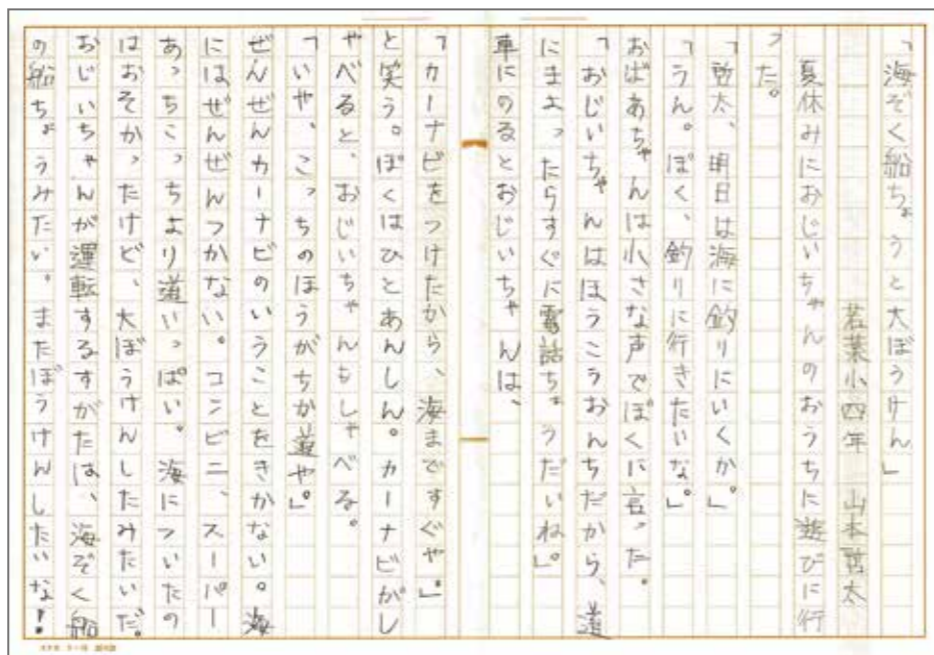 「海ぞく船ちょうと大ぼうけん」
若葉小四年 山本啓太
夏休みにおじいちゃんのおうちに遊びに行
った。
「啓太、明日は海に釣りにいくか。」
「うん。ぼく、釣りに行きたいな。」
おばあちゃんは小さな声でぼくに言った。
「おじいちゃんはほうこうおんちだから、道
にまよったらすぐに電話ちょうだいね。」
車にのるとおじいちゃんは、
「カーナビをつけたから、海まですぐや。」
と笑う。ぼくはひとあんしん。カーナビがし
ゃべると、おじいちゃんもしゃべる。
「いや、こっちのほうがちか道や。」
ぜんぜんカーナビのいうことをきかない。海
にはぜんぜんつかない。コンビニ、スーパー
あっちこっちより道いっぱい。海についたの
はおそかったけど、大ぼうけんしたみたいだ。
おじいちゃんが運転するすがたは、海ぞく船
の船ちょうみたい。またぼうけんしたいな!